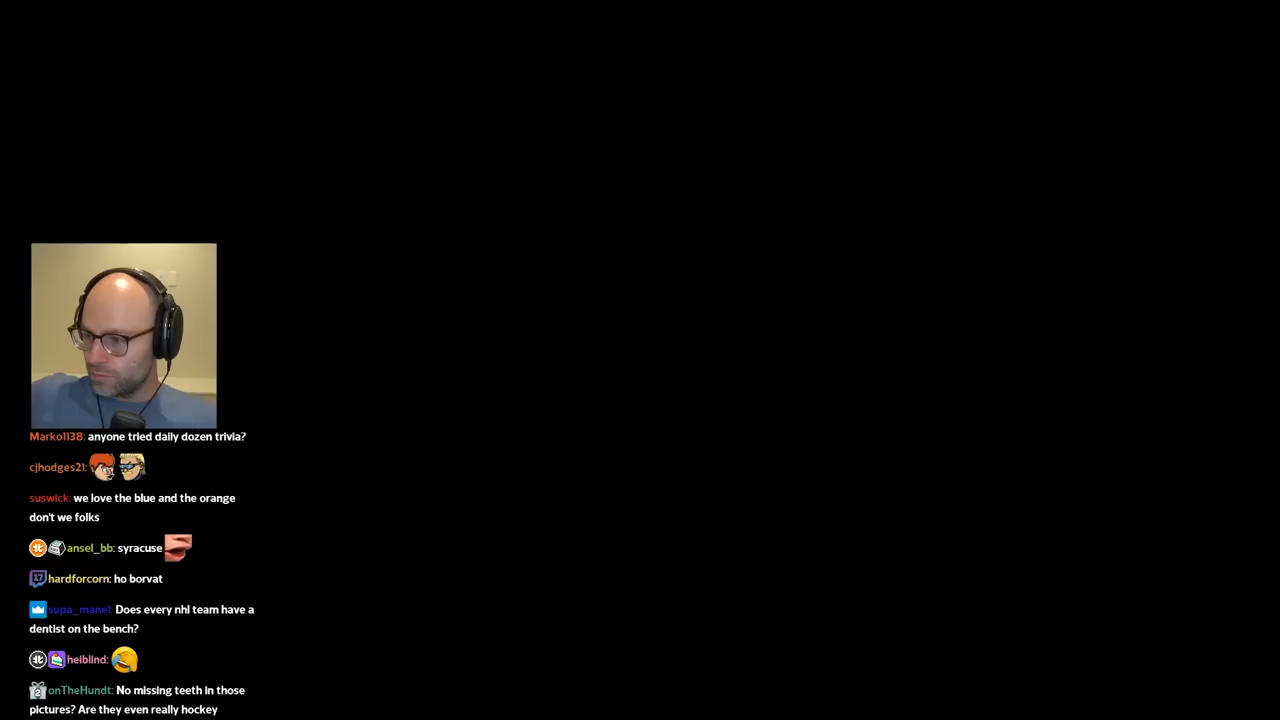 Marko1138: anyone tried daily dozen trivia?
cjhodges21:
suswick: we love the blue and the orange
don't we folks
ansel_bb: syracuse
hardforcorn: ho borvat
supa_mane1: Does every nhl team have a
dentist on the bench?
heiblind:
onTheHundt: No missing teeth in those
pictures? Are they even really hockey